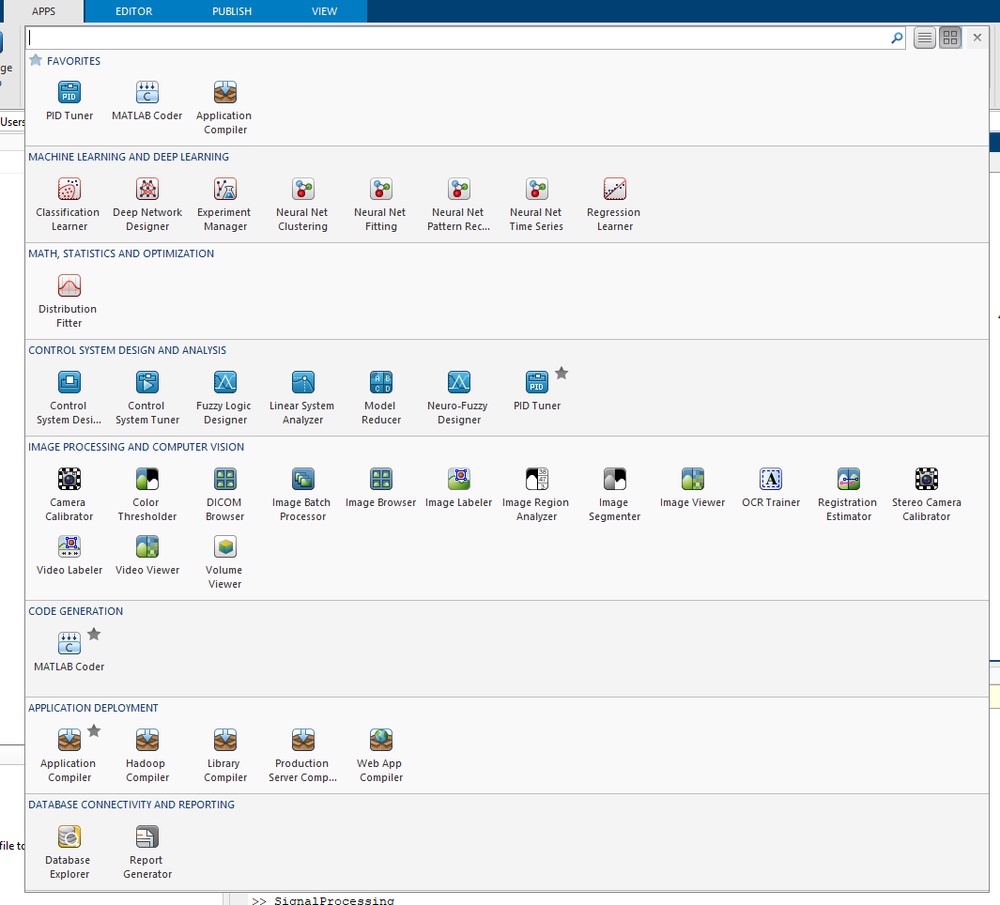 APPS EDITOR PUBLISH VIEW
ge
Users
FAVORITES
PID Tuner MATLAB Coder Application
Compiler
MACHINE LEARNING AND DEEP LEARNING
Classification Deep Network Experiment Neural Net Neural Net Neural Net Neural Net Regression
Learner Designer Manager Clustering Fitting Pattern Rec... Time Series Learner
MATH, STATISTICS AND OPTIMIZATION
Distribution
Fitter
CONTROL SYSTEM DESIGN AND ANALYSIS
Control Control Fuzzy Logic Linear System Model Neuro-Fuzzy PID Tuner
System Desi... System Tuner Designer Analyzer Reducer Designer
IMAGE PROCESSING AND COMPUTER VISION
Camera Color DICOM Image Batch Image Browser Image Labeler Image Region Image Image Viewer OCR Trainer Registration Stereo Camera
Calibrator Thresholder Browser Processor Analyzer Segmenter Estimator Calibrator
Video Labeler Video Viewer Volume
Viewer
CODE GENERATION
MATLAB Coder
APPLICATION DEPLOYMENT
Application Hadoop Library Production Web App
Compiler Compiler Compiler Server Comp... Compiler
DATABASE CONNECTIVITY AND REPORTING
file to
Database Report
Explorer Generator
>> SignalProcessing